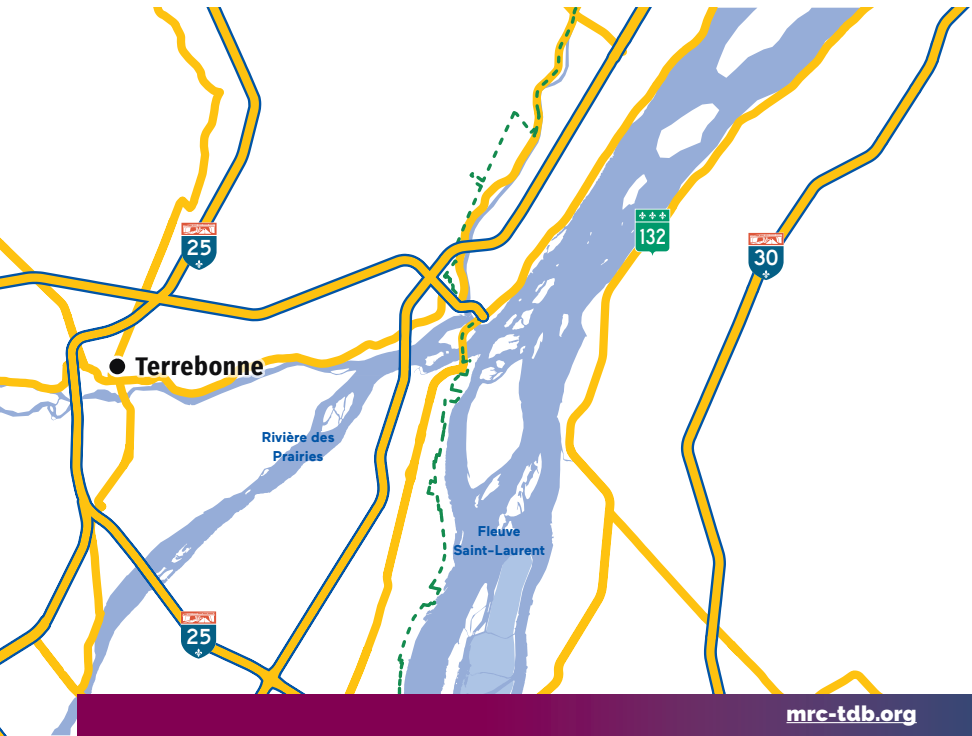 25
132
30
Terrebonne
Rivière des
Prairies
Fleuve
Saint-Laurent
25
mrc-tdb.org